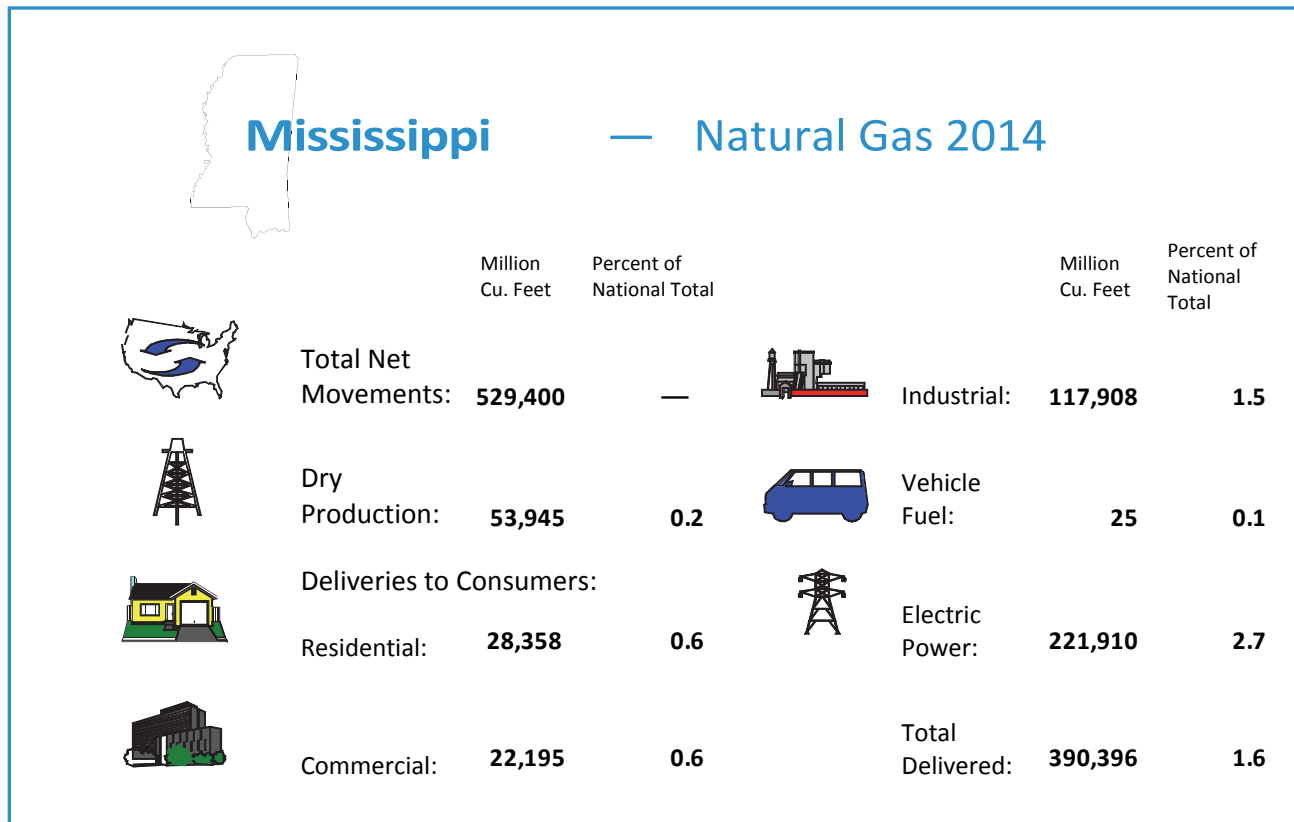 Mississippi — Natural Gas 2014
Million
Cu. Feet
Percent of
National Total
Total Net
Movements: 529,400 —
Dry
Production: 53,945 0.2
Deliveries to Consumers:
Residential: 28,358 0.6
Commercial: 22,195 0.6
Million
Cu. Feet
Percent of
National
Total
Industrial: 117,908 1.5
Vehicle
Fuel: 25 0.1
Electric
Power: 221,910 2.7
Total
Delivered: 390,396 1.6